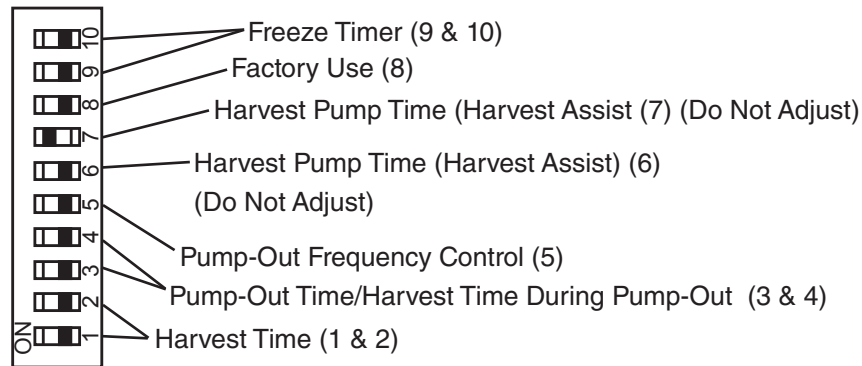 10 Freeze Timer (9 & 10)
9
8 Factory Use (8)
7 Harvest Pump Time (Harvest Assist (7) (Do Not Adjust)
6 Harvest Pump Time (Harvest Assist) (6)
(Do Not Adjust)
5
Pump-Out Frequency Control (5)
4
3 Pump-Out Time/Harvest Time During Pump-Out (3 & 4)
2
ON 1 Harvest Time (1 & 2)